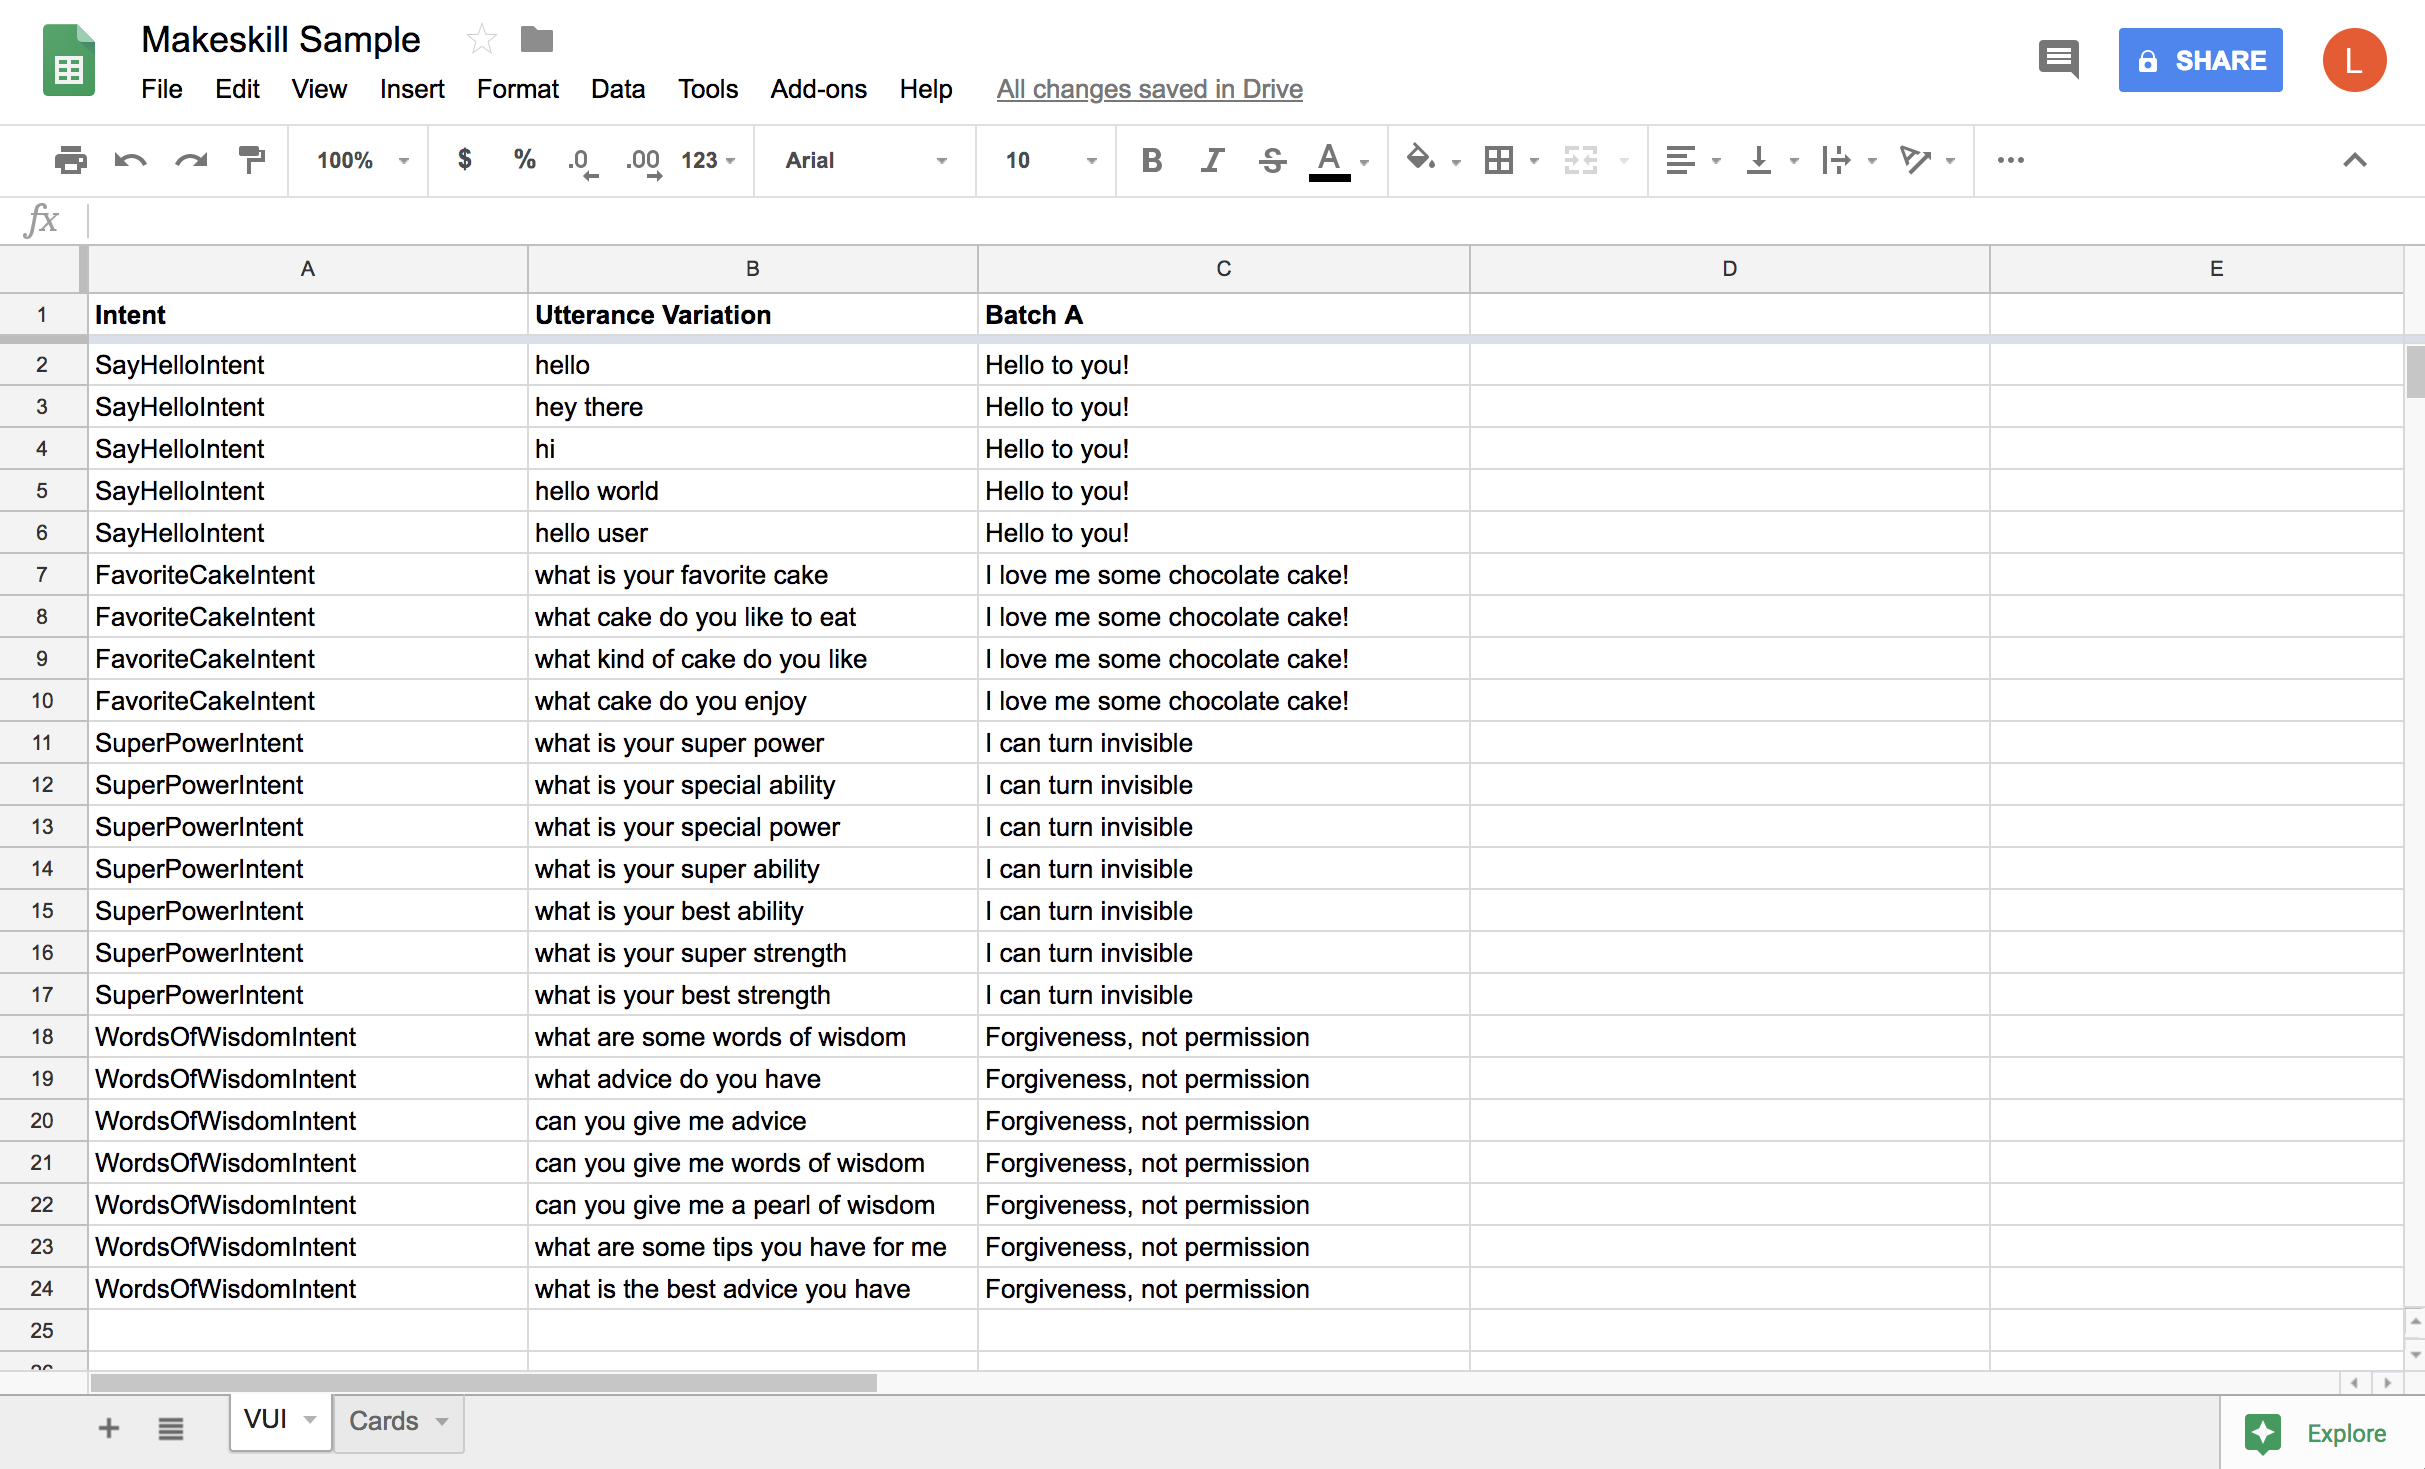 Makeskill Sample
File Edit View Insert Format Data Tools Add-ons Help All changes saved in Drive
SHARE
L
100% $ % .0 .00 123 Arial 10 B I S A
fx
A B C D E
1 Intent Utterance Variation Batch A
2 SayHelloIntent hello Hello to you!
3 SayHelloIntent hey there Hello to you!
4 SayHelloIntent hi Hello to you!
5 SayHelloIntent hello world Hello to you!
6 SayHelloIntent hello user Hello to you!
7 FavoriteCakeIntent what is your favorite cake I love me some chocolate cake!
8 FavoriteCakeIntent what cake do you like to eat I love me some chocolate cake!
9 FavoriteCakeIntent what kind of cake do you like I love me some chocolate cake!
10 FavoriteCakeIntent what cake do you enjoy I love me some chocolate cake!
11 SuperPowerIntent what is your super power I can turn invisible
12 SuperPowerIntent what is your special ability I can turn invisible
13 SuperPowerIntent what is your special power I can turn invisible
14 SuperPowerIntent what is your super ability I can turn invisible
15 SuperPowerIntent what is your best ability I can turn invisible
16 SuperPowerIntent what is your super strength I can turn invisible
17 SuperPowerIntent what is your best strength I can turn invisible
18 WordsOfWisdomIntent what are some words of wisdom Forgiveness, not permission
19 WordsOfWisdomIntent what advice do you have Forgiveness, not permission
20 WordsOfWisdomIntent can you give me advice Forgiveness, not permission
21 WordsOfWisdomIntent can you give me words of wisdom Forgiveness, not permission
22 WordsOfWisdomIntent can you give me a pearl of wisdom Forgiveness, not permission
23 WordsOfWisdomIntent what are some tips you have for me Forgiveness, not permission
24 WordsOfWisdomIntent what is the best advice you have Forgiveness, not permission
25
VUI Cards Explore